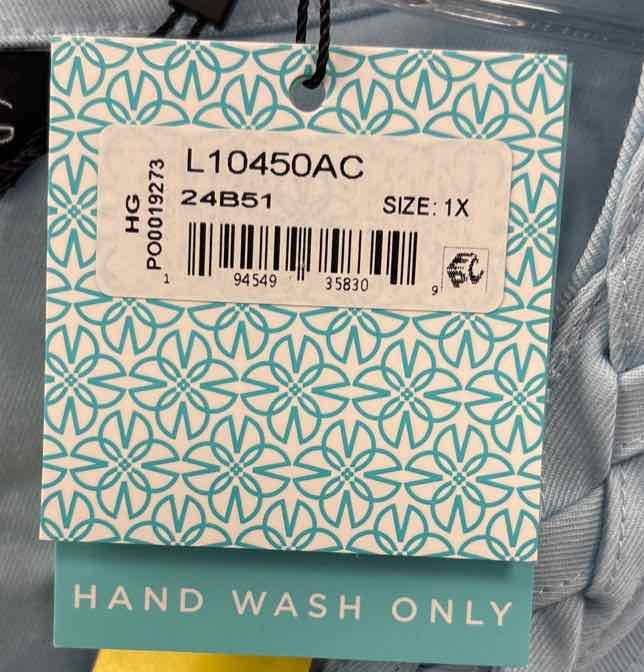 L10450AC
24B51
SIZE: 1X
HG
PO0019273
1 94549 35830 9
HAND WASH ONLY